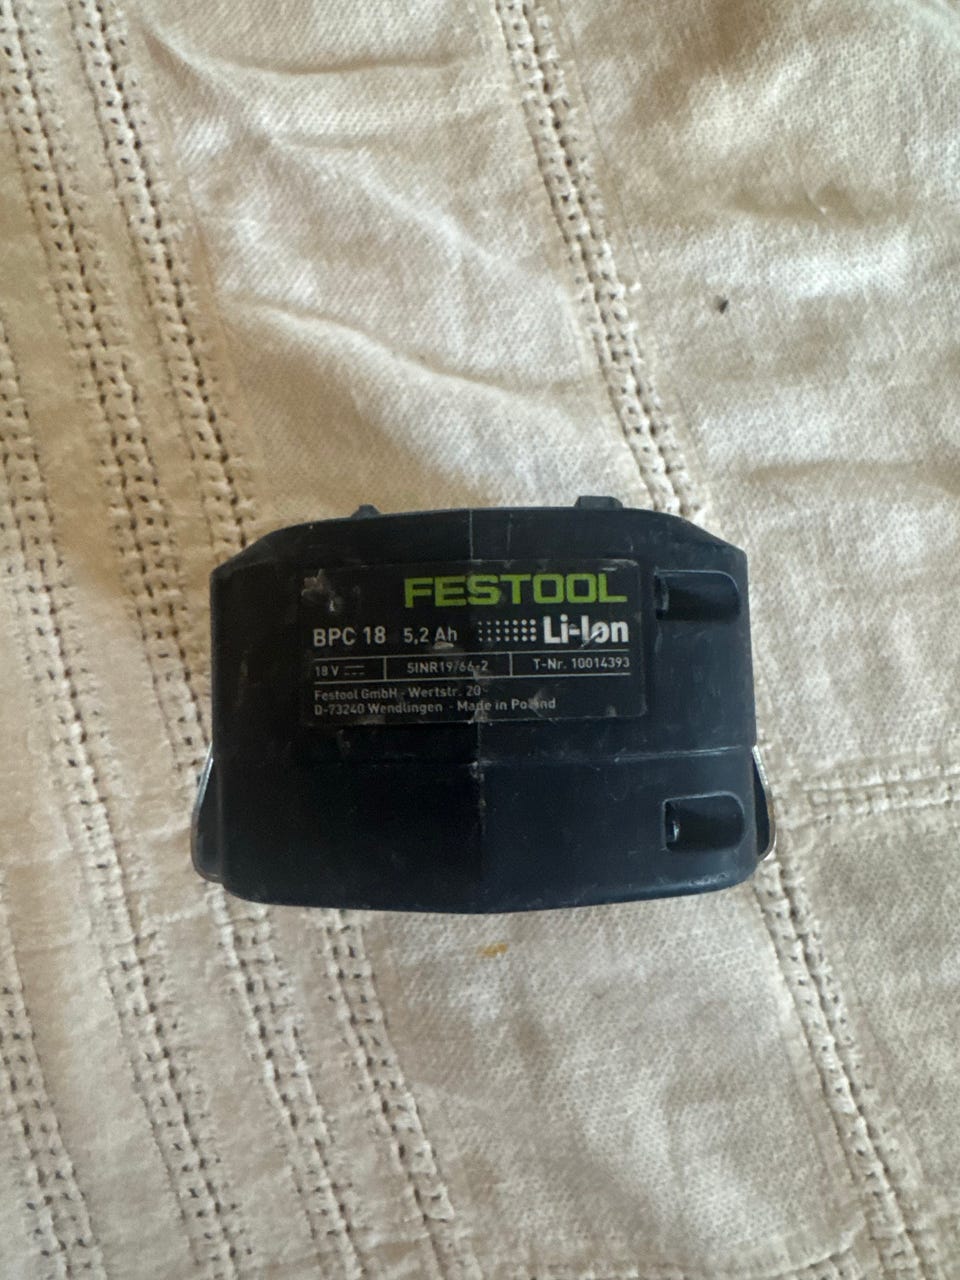 FESTOOL
BPC 18 5,2 Ah Li-Ion
18 V 5INR19/66-2 T-Nr. 10014393
Festool GmbH - Wertstr. 20
D-73240 Wendlingen - Made in Poland